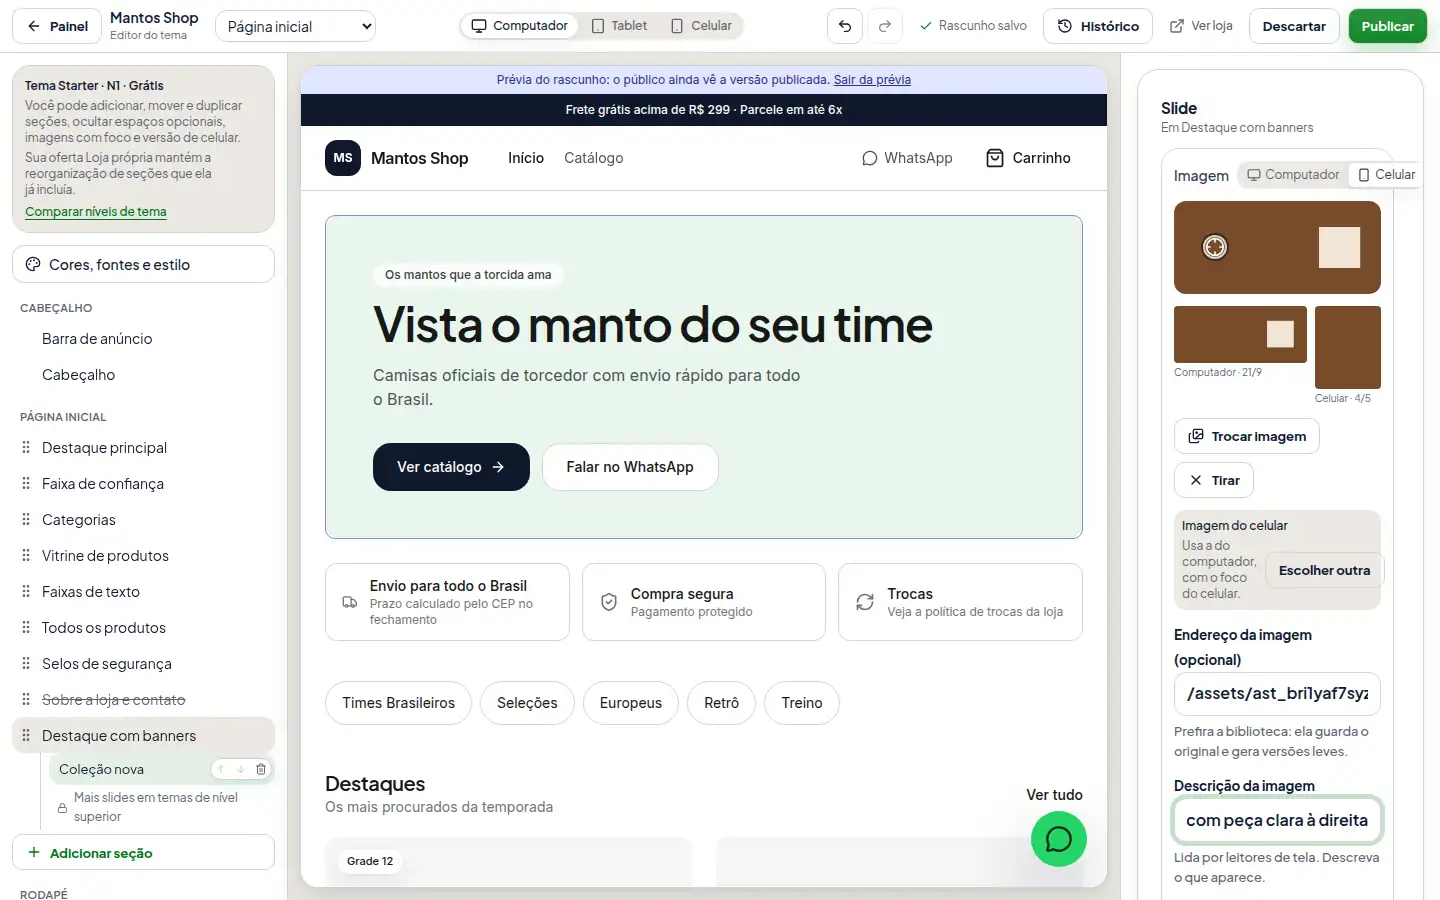 Painel
Mantos Shop
Editor do tema
Página inicial
Computador
Tablet
Celular
Rascunho salvo
Histórico
Ver loja
Descartar
Publicar
Tema Starter · N1 · Grátis
Você pode adicionar, mover e duplicar
seções, ocultar espaços opcionais,
imagens com foco e versão de celular.
Sua oferta Loja própria mantém a
reorganização de seções que ela
já incluía.
Comparar níveis de tema
Cores, fontes e estilo
CABEÇALHO
Barra de anúncio
Cabeçalho
PÁGINA INICIAL
Destaque principal
Faixa de confiança
Categorias
Vitrine de produtos
Faixas de texto
Todos os produtos
Selos de segurança
Sobre a loja e contato
Destaque com banners
Coleção nova
Mais slides em temas de nível
superior
Adicionar seção
RODAPÉ
Prévia do rascunho: o público ainda vê a versão publicada. Sair da prévia
Frete grátis acima de R$ 299 · Parcele em até 6x
MS
Mantos Shop
Início
Catálogo
WhatsApp
Carrinho
Os mantos que a torcida ama
Vista o manto do seu time
Camisas oficiais de torcedor com envio rápido para todo
o Brasil.
Ver catálogo
Falar no WhatsApp
Envio para todo o Brasil
Prazo calculado pelo CEP no
fechamento
Compra segura
Pagamento protegido
Trocas
Veja a política de trocas da loja
Times Brasileiros
Seleções
Europeus
Retrô
Treino
Destaques
Os mais procurados da temporada
Ver tudo
Grade 12
Slide
Em Destaque com banners
Imagem
Computador
Celular
Computador · 21/9
Celular · 4/5
Trocar imagem
Tirar
Imagem do celular
Usa a do
computador,
com o foco
do celular.
Escolher outra
Endereço da imagem
(opcional)
/assets/ast_bri1yaf7syz
Prefira a biblioteca: ela guarda o
original e gera versões leves.
Descrição da imagem
com peça clara à direita
Lida por leitores de tela. Descreva
o que aparece.